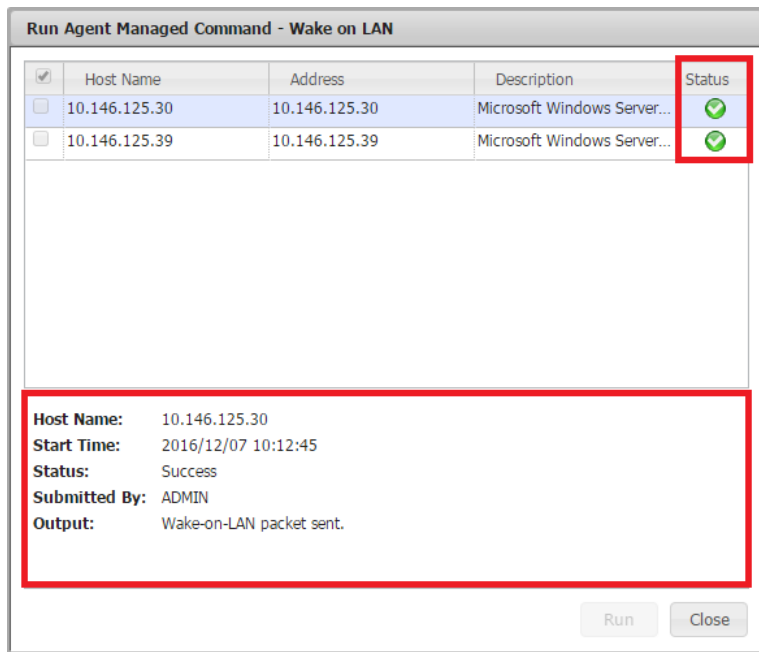 Run Agent Managed Command - Wake on LAN
Host Name Address Description Status
10.146.125.30 10.146.125.30 Microsoft Windows Server...
10.146.125.39 10.146.125.39 Microsoft Windows Server...
Host Name: 10.146.125.30
Start Time: 2016/12/07 10:12:45
Status: Success
Submitted By: ADMIN
Output: Wake-on-LAN packet sent.
Run Close